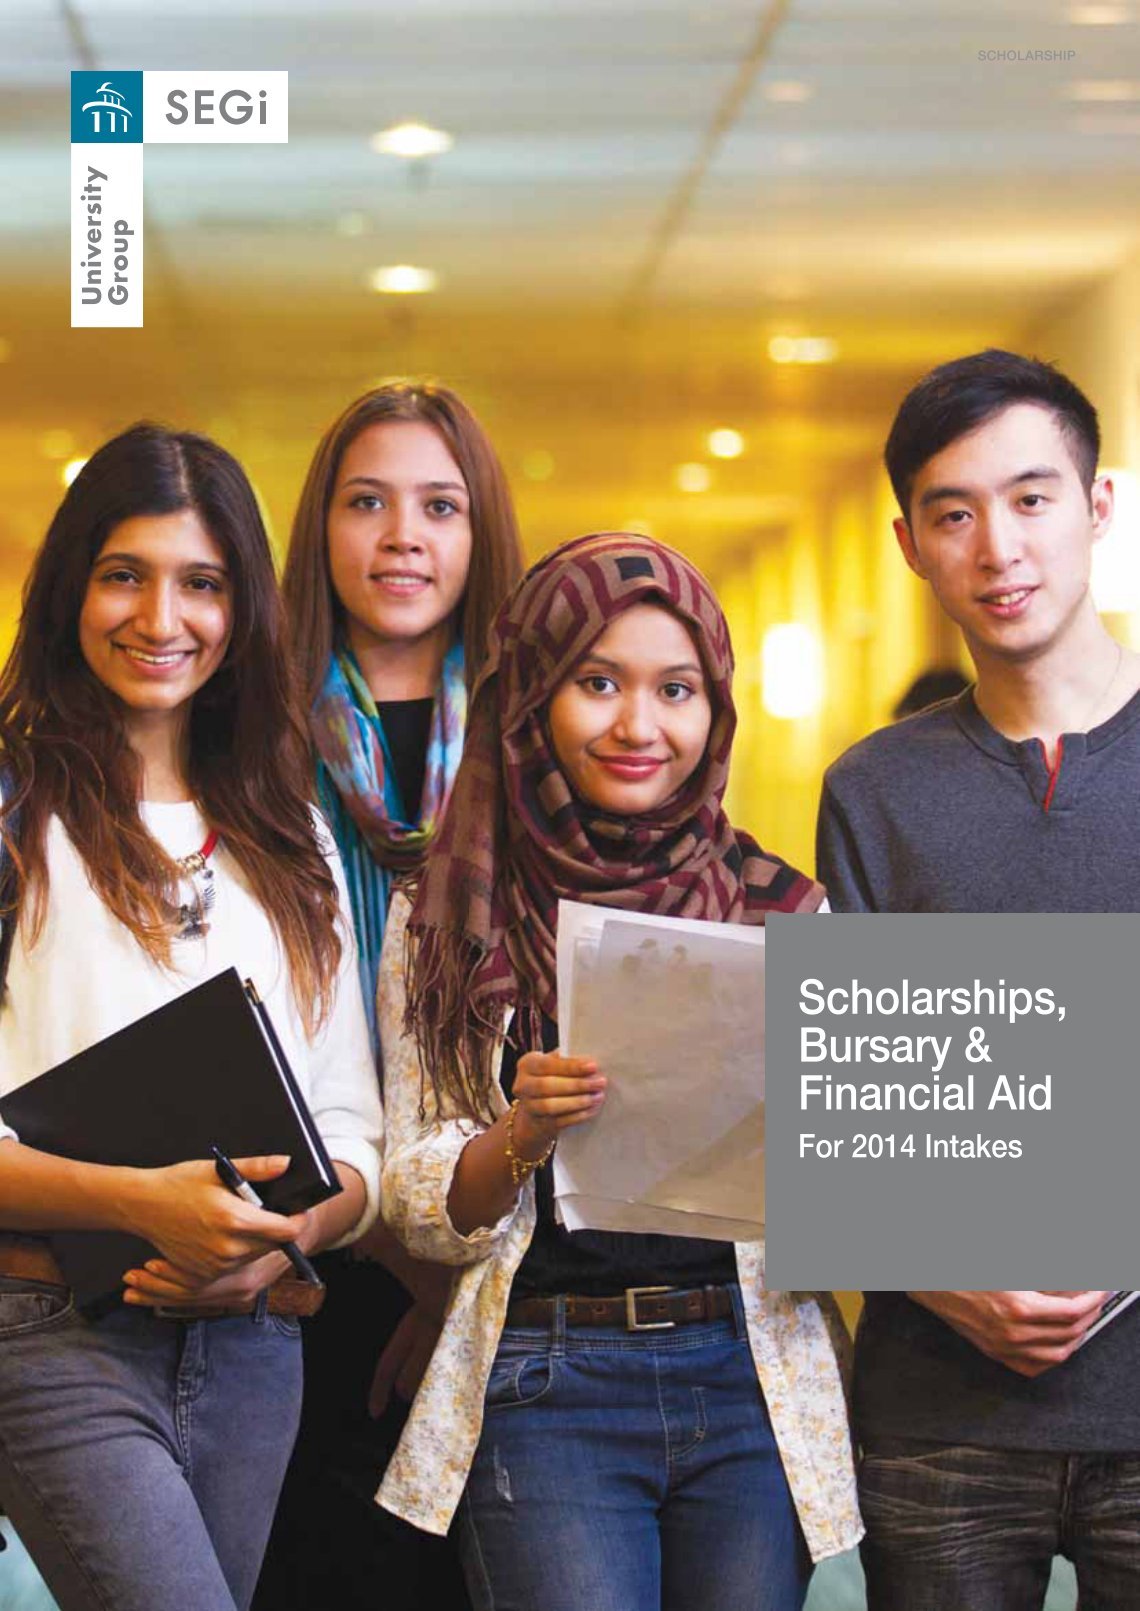 SCHOLARSHIP
SEGi
University
Group
Scholarships,
Bursary &
Financial Aid
For 2014 Intakes